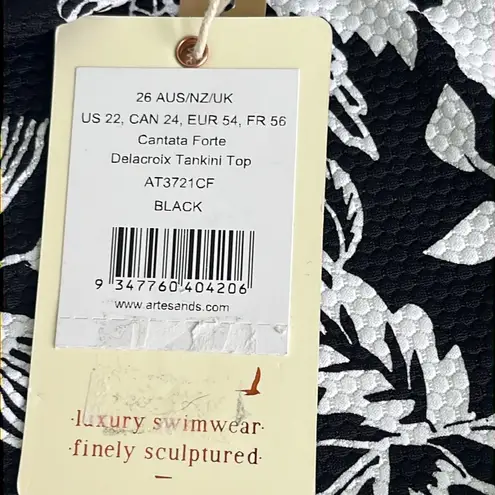 26 AUS/NZ/UK
US 22, CAN 24, EUR 54, FR 56
Cantata Forte
Delacroix Tankini Top
AT3721CF
BLACK
9 347760 404206
www.artesands.com
·luxury swimwear·
·finely sculptured·